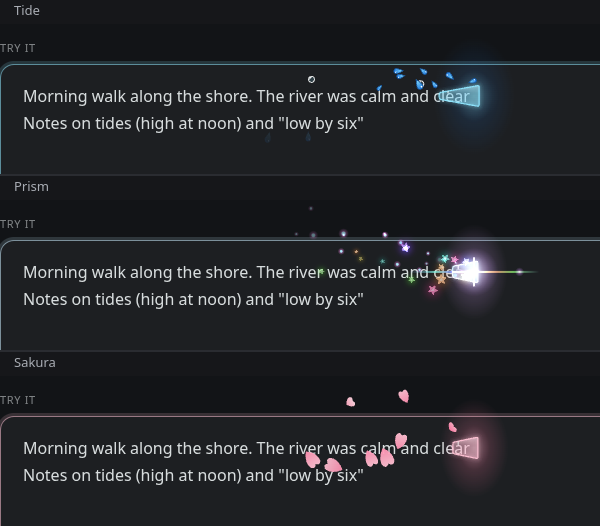 Tide
TRY IT
Morning walk along the shore. The river was calm and clear
Notes on tides (high at noon) and "low by six"
Prism
TRY IT
Morning walk along the shore. The river was calm and clear
Notes on tides (high at noon) and "low by six"
Sakura
TRY IT
Morning walk along the shore. The river was calm and clear
Notes on tides (high at noon) and "low by six"